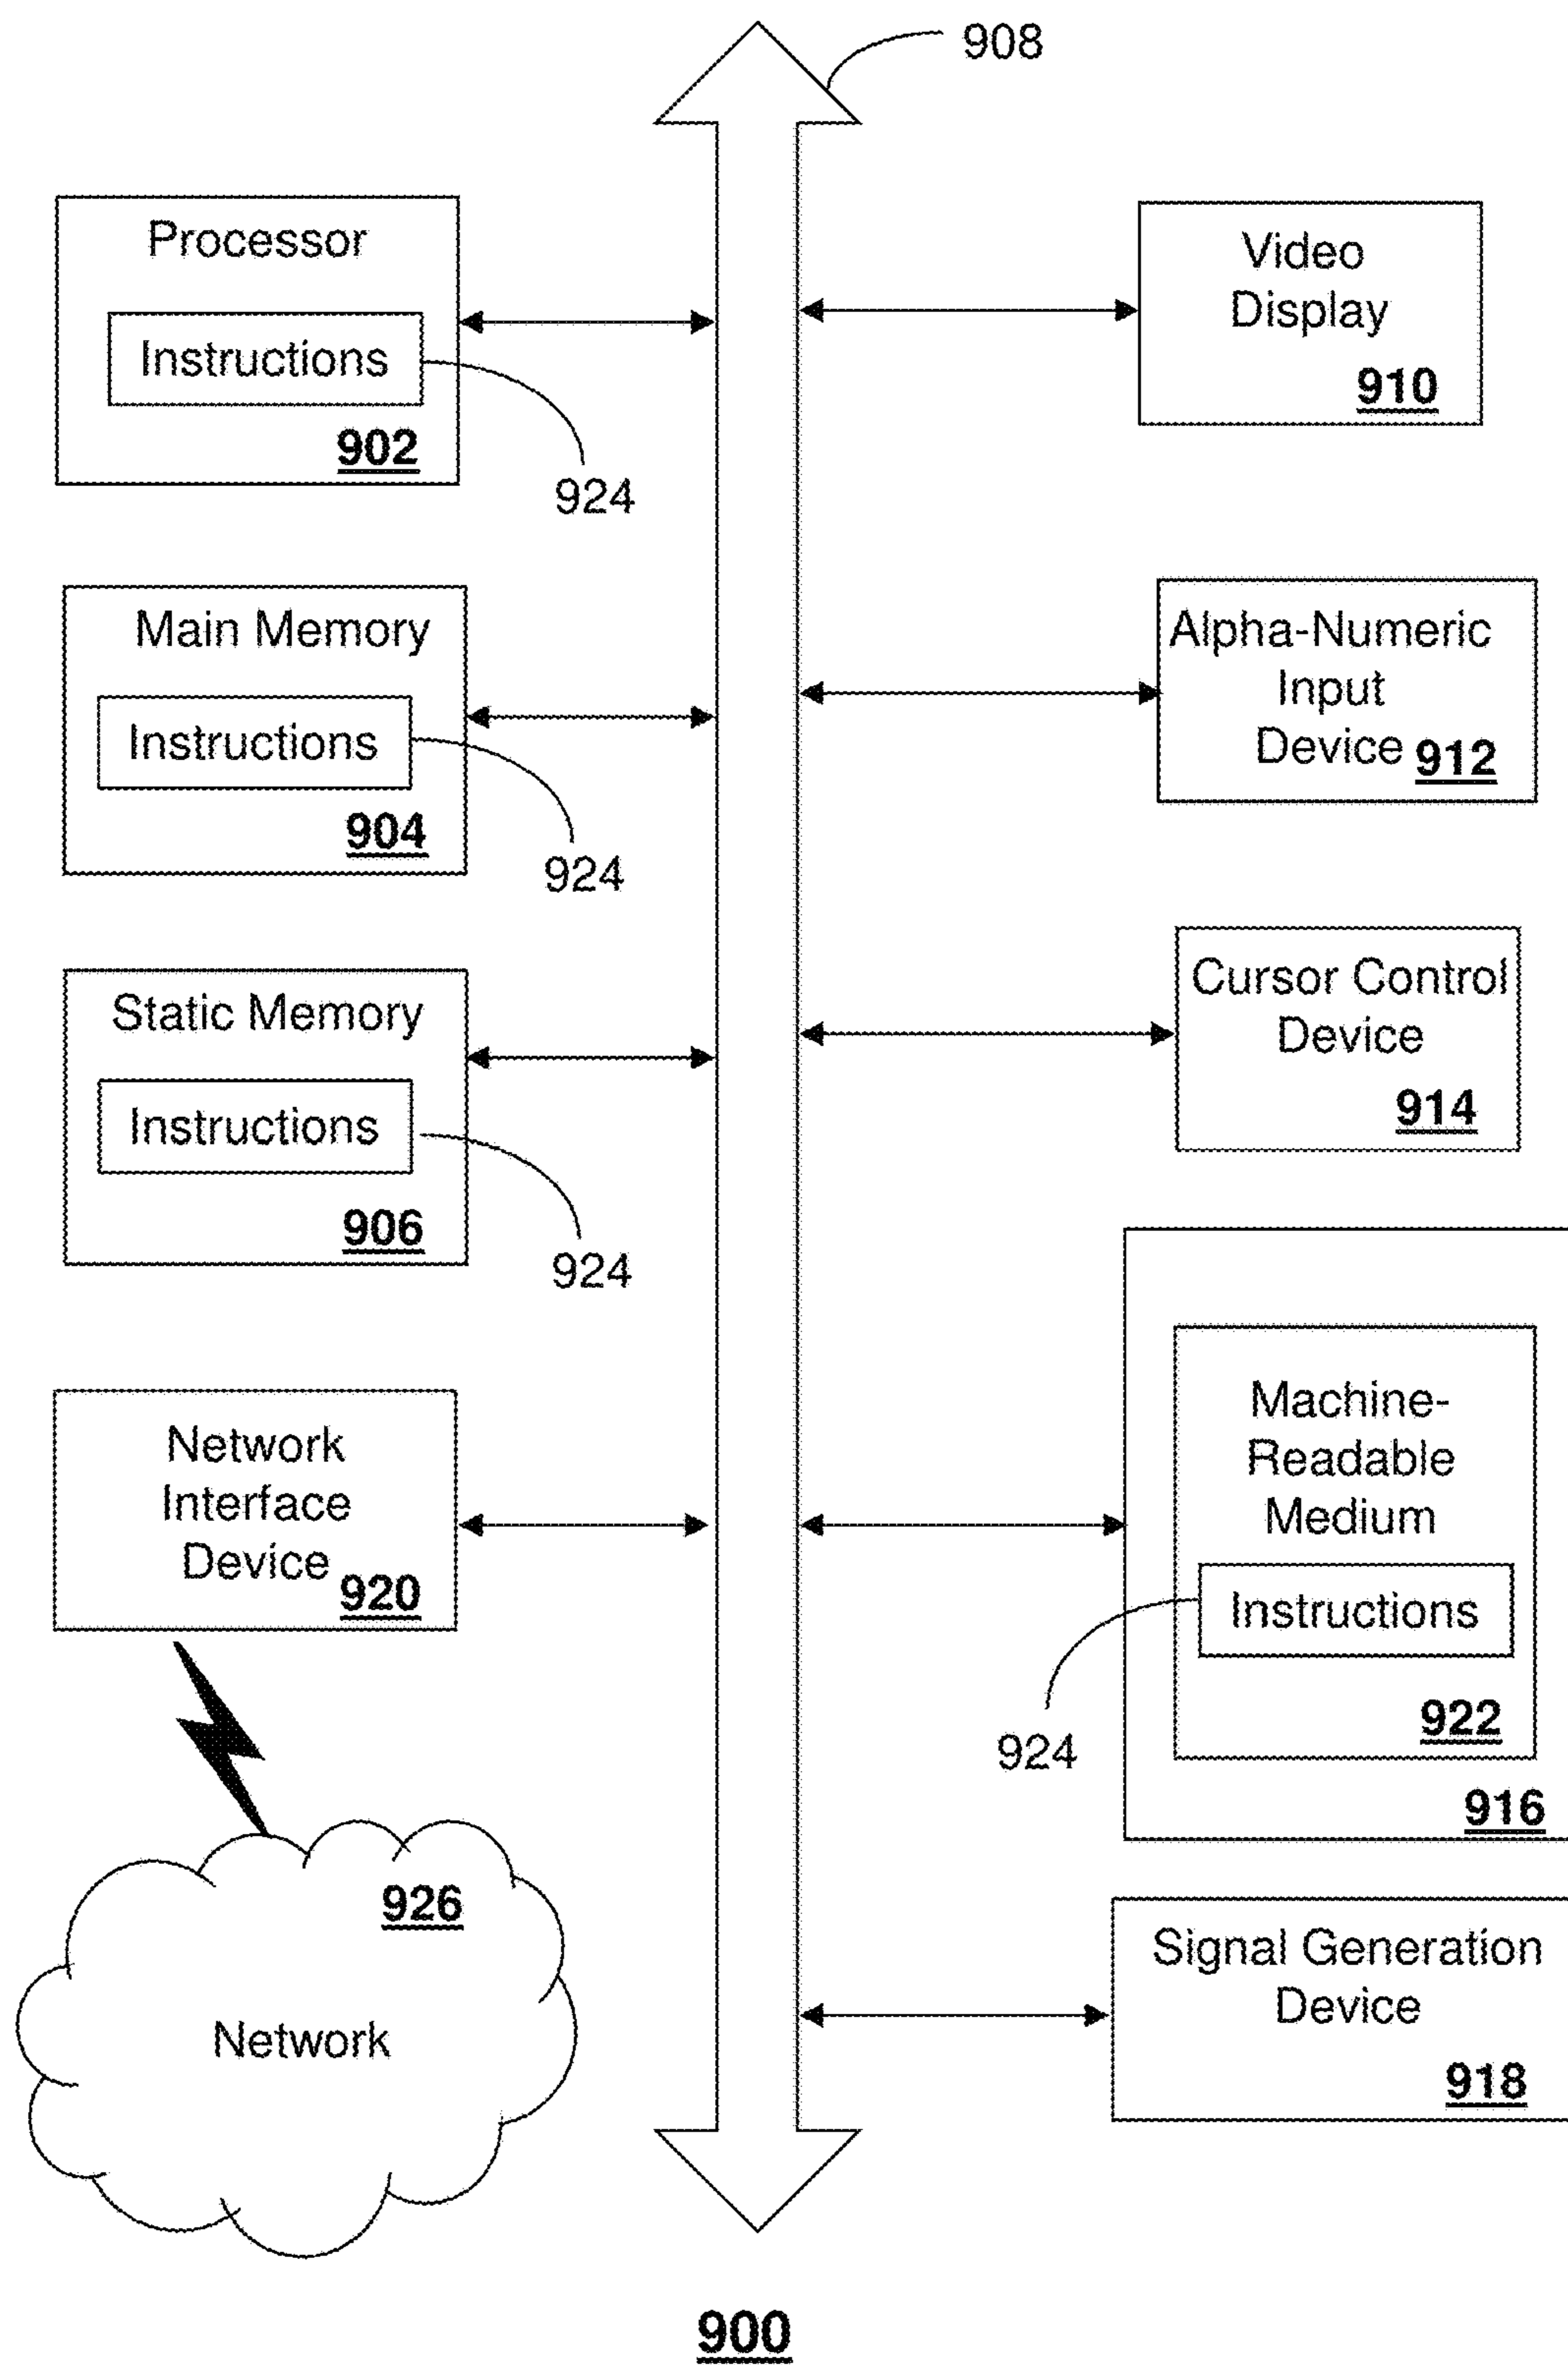 908
Processor
Instructions
902
924
Main Memory
Instructions
904
924
Static Memory
Instructions
906
924
Network
Interface
Device
920
926
Network
Video
Display
910
Alpha-Numeric
Input
Device 912
Cursor Control
Device
914
Machine-
Readable
Medium
Instructions
922
924
916
Signal Generation
Device
918
900